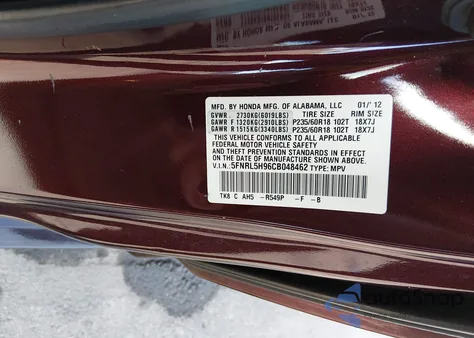 MFD. BY HONDA MFG. OF ALABAMA, LLC 01/'12
GVWR. 2730KG(6019LBS) TIRE SIZE RIM SIZE
GAWR F 1320KG(2910LBS) P235/60R18 102T 18X7J
GAWR R 1515KG(3340LBS) P235/60R18 102T 18X7J
THIS VEHICLE CONFORMS TO ALL APPLICABLE
FEDERAL MOTOR VEHICLE SAFETY
AND THEFT PREVENTION STANDARDS IN EFFECT ON
THE DATE OF MANUFACTURE SHOWN ABOVE.
V.I.N.: 5FNRL5H96CB048462 TYPE: MPV
TK8 C AH5 -R549P -F -B
autoSnap